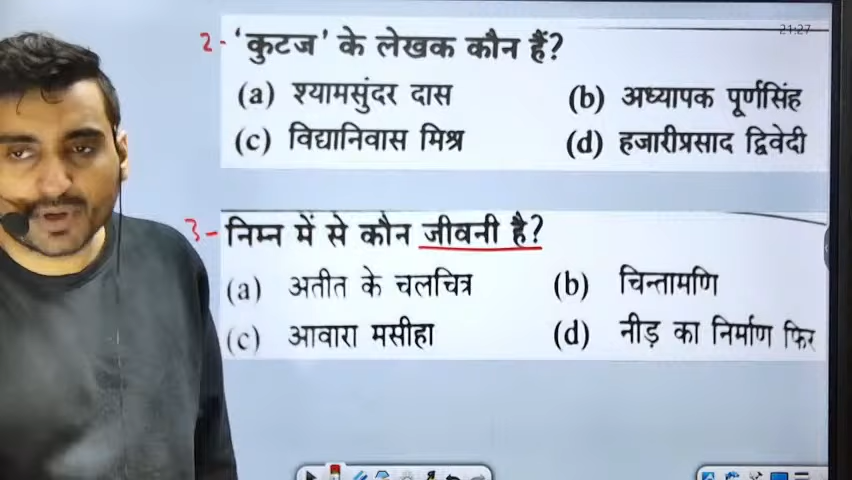 21:27
2- 'कुटज' के लेखक कौन हैं?
(a) श्यामसुंदर दास (b) अध्यापक पूर्णसिंह
(c) विद्यानिवास मिश्र (d) हजारीप्रसाद द्विवेदी
3- निम्न में से कौन जीवनी है?
(a) अतीत के चलचित्र (b) चिन्तामणि
(c) आवारा मसीहा (d) नीड़ का निर्माण फिर